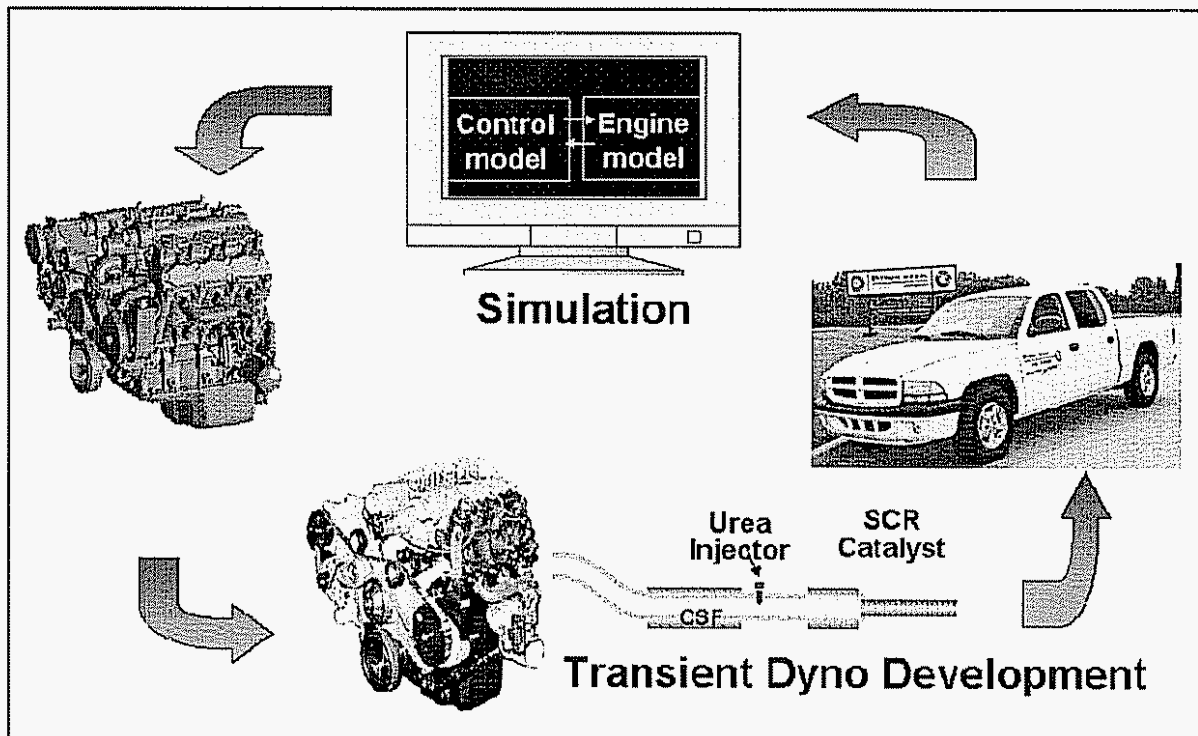 Control
model
Engine
model
Simulation
Urea
Injector
SCR
Catalyst
CSF
Transient Dyno Development